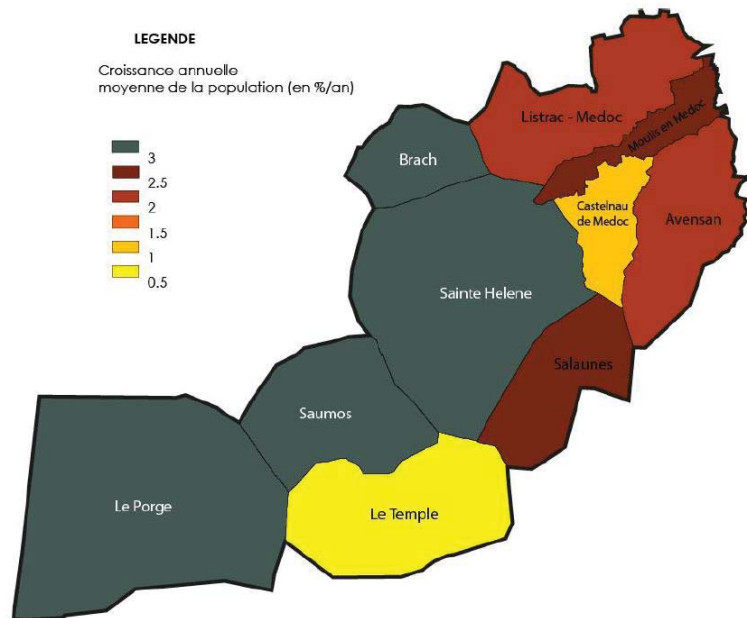 LEGENDE
Croissance annuelle
moyenne de la population (en %/an)
3
2.5
2
1.5
1
0.5
Listrac - Medoc
Moulis en Medoc
Brach
Castelnau
de Medoc
Avensan
Sainte Helene
Salaunes
Saumos
Le Porge
Le Temple